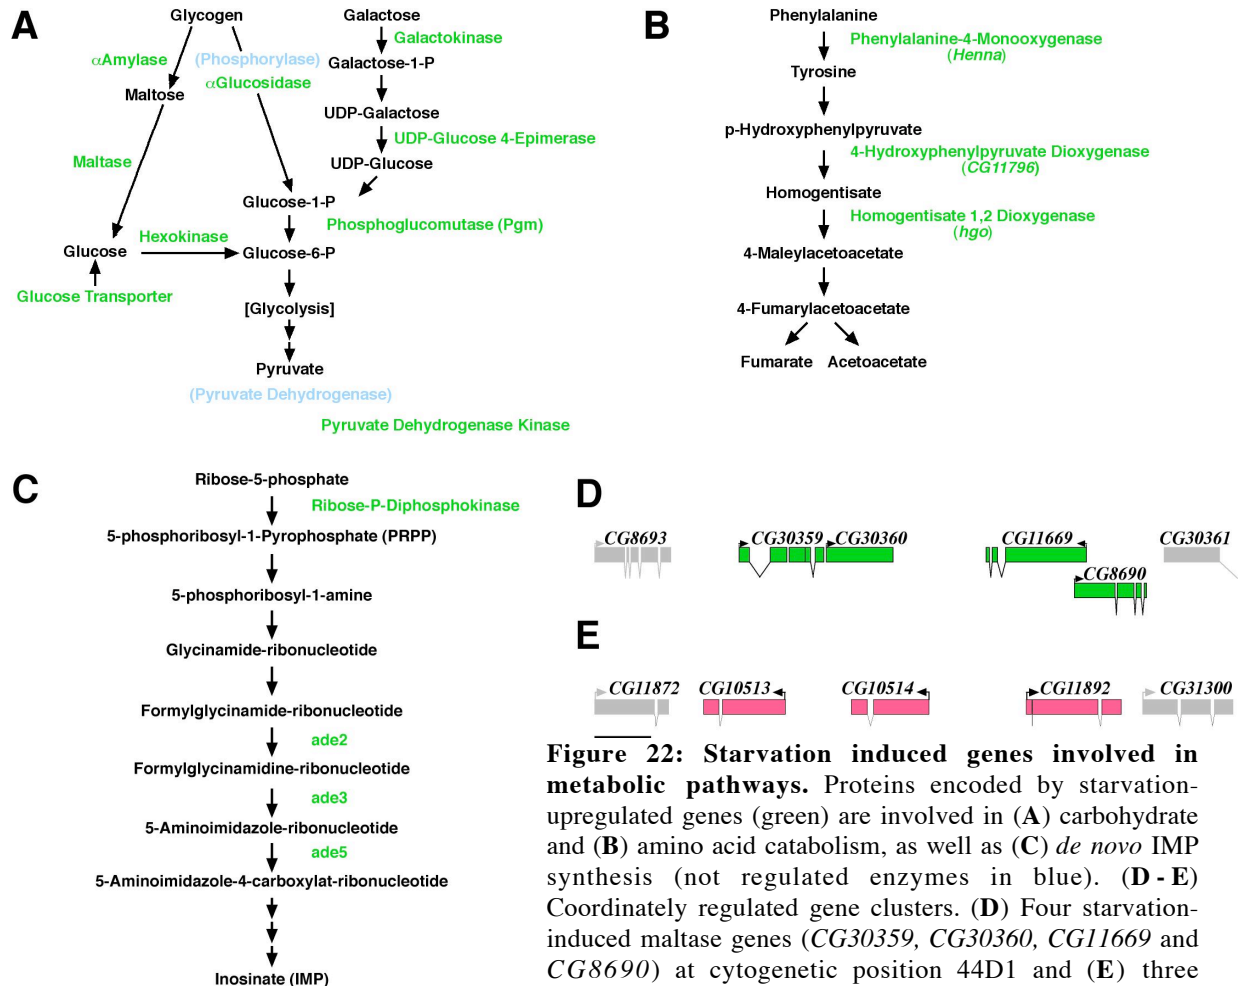 A
Glycogen
Galactose
Galactokinase
αAmylase
(Phosphorylase)
Galactose-1-P
αGlucosidase
Maltose
UDP-Galactose
UDP-Glucose 4-Epimerase
Maltase
UDP-Glucose
Glucose-1-P
Phosphoglucomutase (Pgm)
Hexokinase
Glucose
Glucose-6-P
Glucose Transporter
[Glycolysis]
Pyruvate
(Pyruvate Dehydrogenase)
Pyruvate Dehydrogenase Kinase
B
Phenylalanine
Phenylalanine-4-Monooxygenase
(Henna)
Tyrosine
p-Hydroxyphenylpyruvate
4-Hydroxyphenylpyruvate Dioxygenase
(CG11796)
Homogentisate
Homogentisate 1,2 Dioxygenase
(hgo)
4-Maleylacetoacetate
4-Fumarylacetoacetate
Fumarate Acetoacetate
C
Ribose-5-phosphate
Ribose-P-Diphosphokinase
5-phosphoribosyl-1-Pyrophosphate (PRPP)
5-phosphoribosyl-1-amine
Glycinamide-ribonucleotide
Formylglycinamide-ribonucleotide
ade2
Formylglycinamidine-ribonucleotide
ade3
5-Aminoimidazole-ribonucleotide
ade5
5-Aminoimidazole-4-carboxylat-ribonucleotide
Inosinate (IMP)
D
CG8693 CG30359 CG30360 CG11669 CG30361
CG8690
E
CG11872 CG10513 CG10514 CG11892 CG31300
Figure 22: Starvation induced genes involved in
metabolic pathways. Proteins encoded by starvation-
upregulated genes (green) are involved in (A) carbohydrate
and (B) amino acid catabolism, as well as (C) de novo IMP
synthesis (not regulated enzymes in blue). (D - E)
Coordinately regulated gene clusters. (D) Four starvation-
induced maltase genes (CG30359, CG30360, CG11669 and
CG8690) at cytogenetic position 44D1 and (E) three